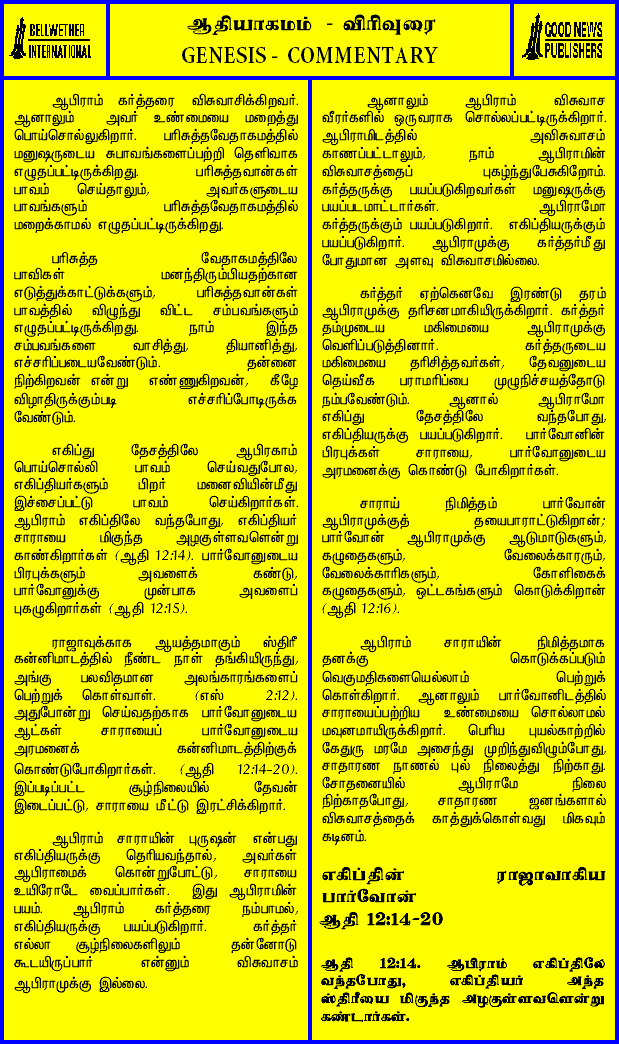 BELLWETHER
INTERNATIONAL
ஆதியாகமம் - விரிவுரை
GENESIS - COMMENTARY
GOOD NEWS
PUBLISHERS
ஆபிராம் கர்த்தரை விசுவாசிக்கிறவர்.
ஆனாலும் அவர் உண்மையை மறைத்து
பொய்சொல்லுகிறார். பரிசுத்தவேதாகமத்தில்
மனுஷருடைய சுபாவங்களைப்பற்றி தெளிவாக
எழுதப்பட்டிருக்கிறது. பரிசுத்தவான்கள்
பாவம் செய்தாலும், அவர்களுடைய
பாவங்களும் பரிசுத்தவேதாகமத்தில்
மறைக்காமல் எழுதப்பட்டிருக்கிறது.
பரிசுத்த வேதாகமத்திலே
பாவிகள் மனந்திரும்பியதற்கான
எடுத்துக்காட்டுக்களும், பரிசுத்தவான்கள்
பாவத்தில் விழுந்து விட்ட சம்பவங்களும்
எழுதப்பட்டிருக்கிறது. நாம் இந்த
சம்பவங்களை வாசித்து, தியானித்து,
எச்சரிப்படையவேண்டும். தன்னை
நிற்கிறவன் என்று எண்ணுகிறவன், கீழே
விழாதிருக்கும்படி எச்சரிப்போடிருக்க
வேண்டும்.
எகிப்து தேசத்திலே ஆபிரகாம்
பொய்சொல்லி பாவம் செய்வதுபோல,
எகிப்தியர்களும் பிறர் மனைவியின்மீது
இச்சைப்பட்டு பாவம் செய்கிறார்கள்.
ஆபிராம் எகிப்திலே வந்தபோது, எகிப்தியர்
சாராயை மிகுந்த அழகுள்ளவளென்று
காண்கிறார்கள் (ஆதி 12:14). பார்வோனுடைய
பிரபுக்களும் அவளைக் கண்டு,
பார்வோனுக்கு முன்பாக அவளைப்
புகழுகிறார்கள் (ஆதி 12:15).
ராஜாவுக்காக ஆயத்தமாகும் ஸ்திரீ
கன்னிமாடத்தில் நீண்ட நாள் தங்கியிருந்து,
அங்கு பலவிதமான அலங்காரங்களைப்
பெற்றுக் கொள்வாள். (எஸ் 2:12).
அதுபோன்று செய்வதற்காக பார்வோனுடைய
ஆட்கள் சாராயைப் பார்வோனுடைய
அரமனைக் கன்னிமாடத்திற்குக்
கொண்டுபோகிறார்கள். (ஆதி 12:14-20).
இப்படிப்பட்ட சூழ்நிலையில் தேவன்
இடைப்பட்டு, சாராயை மீட்டு இரட்சிக்கிறார்.
ஆபிராம் சாராயின் புருஷன் என்பது
எகிப்தியருக்கு தெரியவந்தால், அவர்கள்
ஆபிராமைக் கொன்றுபோட்டு, சாராயை
உயிரோடே வைப்பார்கள். இது ஆபிராமின்
பயம். ஆபிராம் கர்த்தரை நம்பாமல்,
எகிப்தியருக்கு பயப்படுகிறார். கர்த்தர்
எல்லா சூழ்நிலைகளிலும் தன்னோடு
கூடயிருப்பார் என்னும் விசுவாசம்
ஆபிராமுக்கு இல்லை.
ஆனாலும் ஆபிராம் விசுவாச
வீரர்களில் ஒருவராக சொல்லப்பட்டிருக்கிறார்.
ஆபிராமிடத்தில் அவிசுவாசம்
காணப்பட்டாலும், நாம் ஆபிராமின்
விசுவாசத்தைப் புகழ்ந்துபேசுகிறோம்.
கர்த்தருக்கு பயப்படுகிறவர்கள் மனுஷருக்கு
பயப்படமாட்டார்கள். ஆபிராமோ
கர்த்தருக்கும் பயப்படுகிறார். எகிப்தியருக்கும்
பயப்படுகிறார். ஆபிராமுக்கு கர்த்தர்மீது
போதுமான அளவு விசுவாசமில்லை.
கர்த்தர் ஏற்கெனவே இரண்டு தரம்
ஆபிராமுக்கு தரிசனமாகியிருக்கிறார். கர்த்தர்
தம்முடைய மகிமையை ஆபிராமுக்கு
வெளிப்படுத்தினார். கர்த்தருடைய
மகிமையை தரிசித்தவர்கள், தேவனுடைய
தெய்வீக பராமரிப்பை முழுநிச்சயத்தோடு
நம்பவேண்டும். ஆனால் ஆபிராமோ
எகிப்து தேசத்திலே வந்தபோது,
எகிப்தியருக்கு பயப்படுகிறார். பார்வோனின்
பிரபுக்கள் சாராயை, பார்வோனுடைய
அரமனைக்கு கொண்டு போகிறார்கள்.
சாராய் நிமித்தம் பார்வோன்
ஆபிராமுக்குத் தயைபாராட்டுகிறான்;
பார்வோன் ஆபிராமுக்கு ஆடுமாடுகளும்,
கழுதைகளும், வேலைக்காரரும்,
வேலைக்காரிகளும், கோளிகைக்
கழுதைகளும், ஒட்டகங்களும் கொடுக்கிறான்
(ஆதி 12:16).
ஆபிராம் சாராயின் நிமித்தமாக
தனக்கு கொடுக்கப்படும்
வெகுமதிகளையெல்லாம் பெற்றுக்
கொள்கிறார். ஆனாலும் பார்வோனிடத்தில்
சாராயைப்பற்றிய உண்மையை சொல்லாமல்
மவுனமாயிருக்கிறார். பெரிய புயல்காற்றில்
கேதுரு மரமே அசைந்து முறிந்துவிழும்போது,
சாதாரண நாணல் புல் நிலைத்து நிற்காது.
சோதனையில் ஆபிராமே நிலை
நிற்காதபோது, சாதாரண ஜனங்களால்
விசுவாசத்தைக் காத்துக்கொள்வது மிகவும்
கடினம்.
எகிப்தின் ராஜாவாகிய
பார்வோன்
ஆதி 12:14-20
ஆதி 12:14. ஆபிராம் எகிப்திலே
வந்தபோது, எகிப்தியர் அந்த
ஸ்திரீயை மிகுந்த அழகுள்ளவளென்று
கண்டார்கள்.